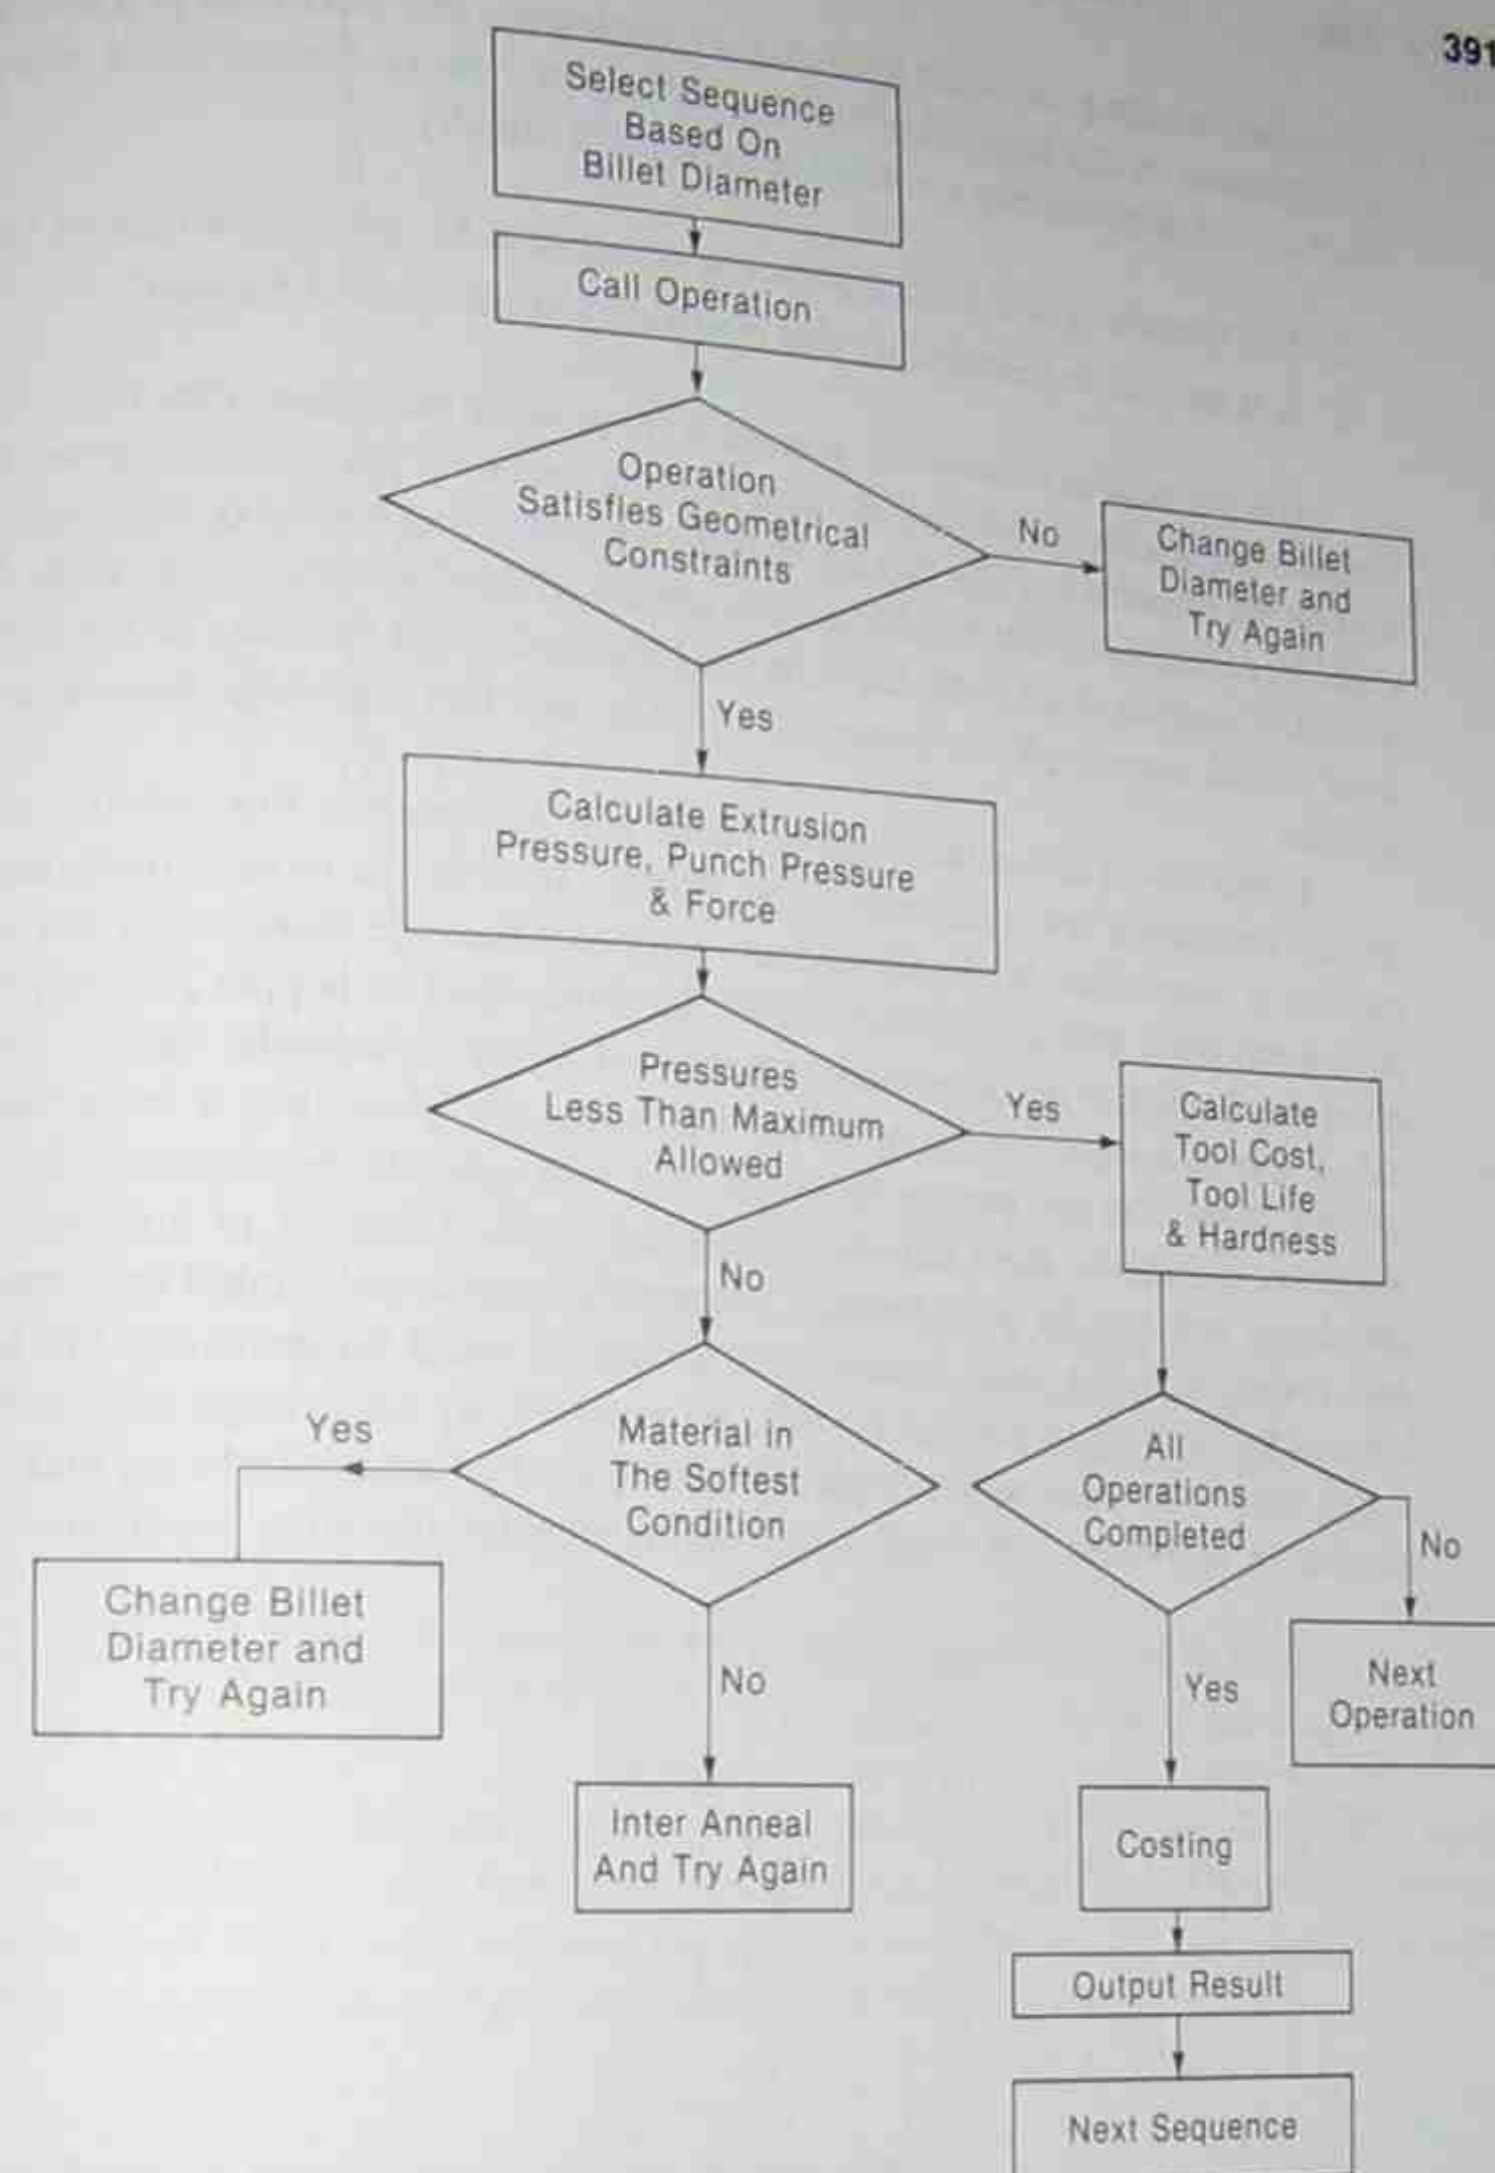 391
Select Sequence
Based On
Billet Diameter
Call Operation
Operation
Satisfies Geometrical
Constraints
No
Change Billet
Diameter and
Try Again
Yes
Calculate Extrusion
Pressure, Punch Pressure
& Force
Pressures
Less Than Maximum
Allowed
Yes
Calculate
Tool Cost,
Tool Life
& Hardness
No
Material in
The Softest
Condition
Yes
Change Billet
Diameter and
Try Again
No
Inter Anneal
And Try Again
All
Operations
Completed
No
Next
Operation
Yes
Costing
Output Result
Next Sequence